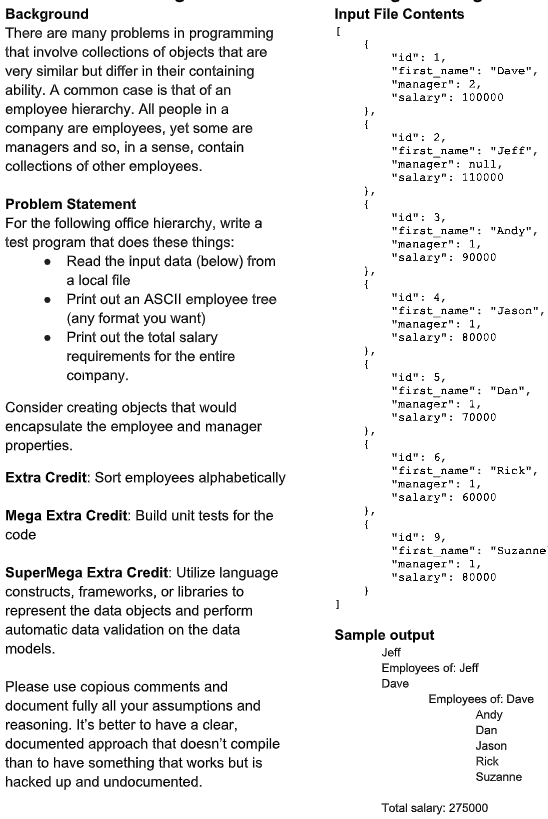 Background
There are many problems in programming
that involve collections of objects that are
very similar but differ in their containing
ability. A common case is that of an
employee hierarchy. All people in a
company are employees, yet some are
managers and so, in a sense, contain
collections of other employees.
Problem Statement
For the following office hierarchy, write a
test program that does these things:
● Read the input data (below) from
a local file
● Print out an ASCII employee tree
(any format you want)
● Print out the total salary
requirements for the entire
company.
Consider creating objects that would
encapsulate the employee and manager
properties.
Extra Credit: Sort employees alphabetically
Mega Extra Credit: Build unit tests for the
code
SuperMega Extra Credit: Utilize language
constructs, frameworks, or libraries to
represent the data objects and perform
automatic data validation on the data
models.
Please use copious comments and
document fully all your assumptions and
reasoning. It's better to have a clear,
documented approach that doesn't compile
than to have something that works but is
hacked up and undocumented.
Input File Contents
[
{
"id": 1,
"first_name": "Dave",
"manager": 2,
"salary": 100000
},
{
"id": 2,
"first_name": "Jeff",
"manager": null,
"salary": 110000
},
{
"id": 3,
"first_name": "Andy",
"manager": 1,
"salary": 90000
},
{
"id": 4,
"first_name": "Jason",
"manager": 1,
"salary": 80000
},
{
"id": 5,
"first_name": "Dan",
"manager": 1,
"salary": 70000
},
{
"id": 6,
"first_name": "Rick",
"manager": 1,
"salary": 60000
},
{
"id": 9,
"first_name": "Suzanne
"manager": 1,
"salary": 80000
}
]
Sample output
Jeff
Employees of: Jeff
Dave
Employees of: Dave
Andy
Dan
Jason
Rick
Suzanne
Total salary: 275000